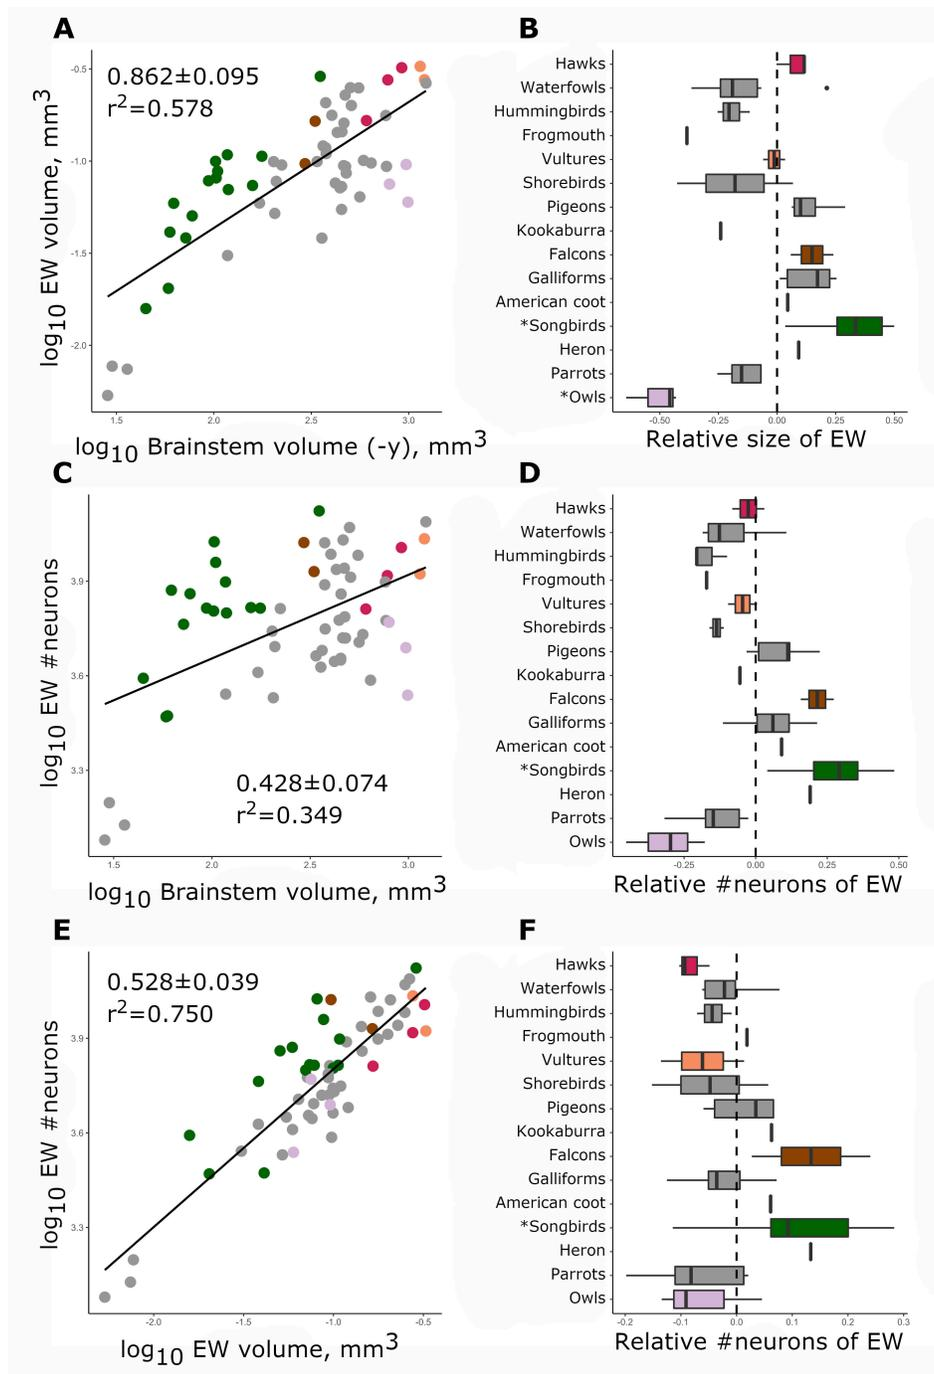 A
0.862±0.095
r2=0.578
log10 EW volume, mm3
-0.5
-1.0
-1.5
-2.0
1.5 2.0 2.5 3.0
log10 Brainstem volume (-y), mm3
B
Hawks
Waterfowls
Hummingbirds
Frogmouth
Vultures
Shorebirds
Pigeons
Kookaburra
Falcons
Galliforms
American coot
*Songbirds
Heron
Parrots
*Owls
-0.50 -0.25 0.00 0.25 0.50
Relative size of EW
C
log10 EW #neurons
3.9
3.6
3.3
0.428±0.074
r2=0.349
1.5 2.0 2.5 3.0
log10 Brainstem volume, mm3
D
Hawks
Waterfowls
Hummingbirds
Frogmouth
Vultures
Shorebirds
Pigeons
Kookaburra
Falcons
Galliforms
American coot
*Songbirds
Heron
Parrots
Owls
-0.25 0.00 0.25 0.50
Relative #neurons of EW
E
0.528±0.039
r2=0.750
log10 EW #neurons
3.9
3.6
3.3
-2.0 -1.5 -1.0 -0.5
log10 EW volume, mm3
F
Hawks
Waterfowls
Hummingbirds
Frogmouth
Vultures
Shorebirds
Pigeons
Kookaburra
Falcons
Galliforms
American coot
*Songbirds
Heron
Parrots
Owls
-0.2 -0.1 0.0 0.1 0.2 0.3
Relative #neurons of EW